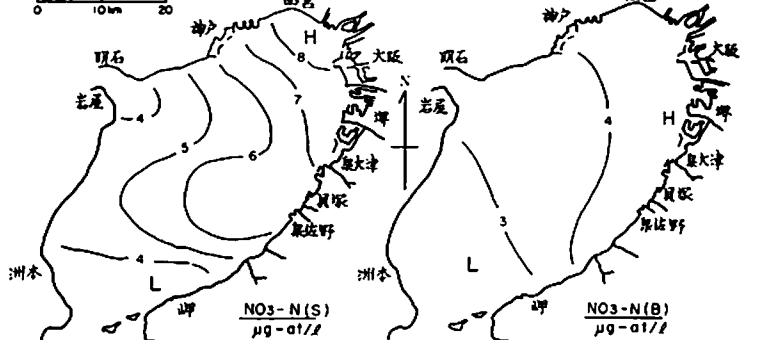 0 10km 20
西宮
神戸
H
大阪
8
明石
7
岩屋
4
堺
5
6
泉大津
貝塚
泉佐野
4
洲本
L
岬
NO3-N(S)
μg-at/ℓ
N
神戸
大阪
明石
岩屋
4
H
堺
泉大津
貝塚
泉佐野
3
洲本
L
岬
NO3-N(B)
μg-at/ℓ